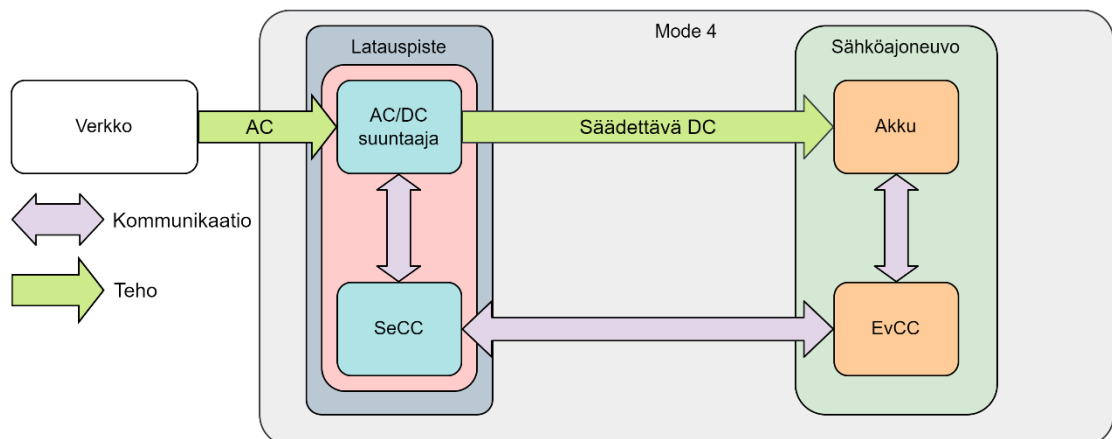 Mode 4
Latauspiste
Sähköajoneuvo
Verkko
AC
AC/DC
suuntaaja
Säädettävä DC
Akku
Kommunikaatio
Teho
SeCC
EvCC